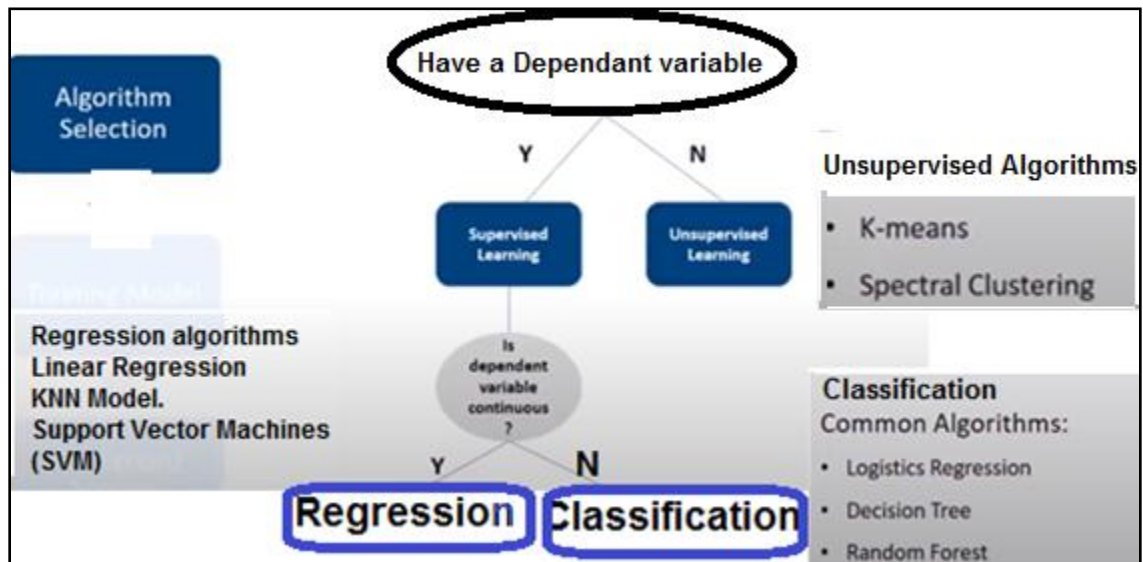 Have a Dependant variable
Algorithm
Selection
Y
N
Unsupervised Algorithms
• K-means
• Spectral Clustering
Supervised
Learning
Unsupervised
Learning
Training Model
Regression algorithms
Linear Regression
KNN Model.
Support Vector Machines
(SVM)
Is
dependent
variable
continuous
?
Y
N
Regression
Classification
Classification
Common Algorithms:
• Logistics Regression
• Decision Tree
• Random Forest